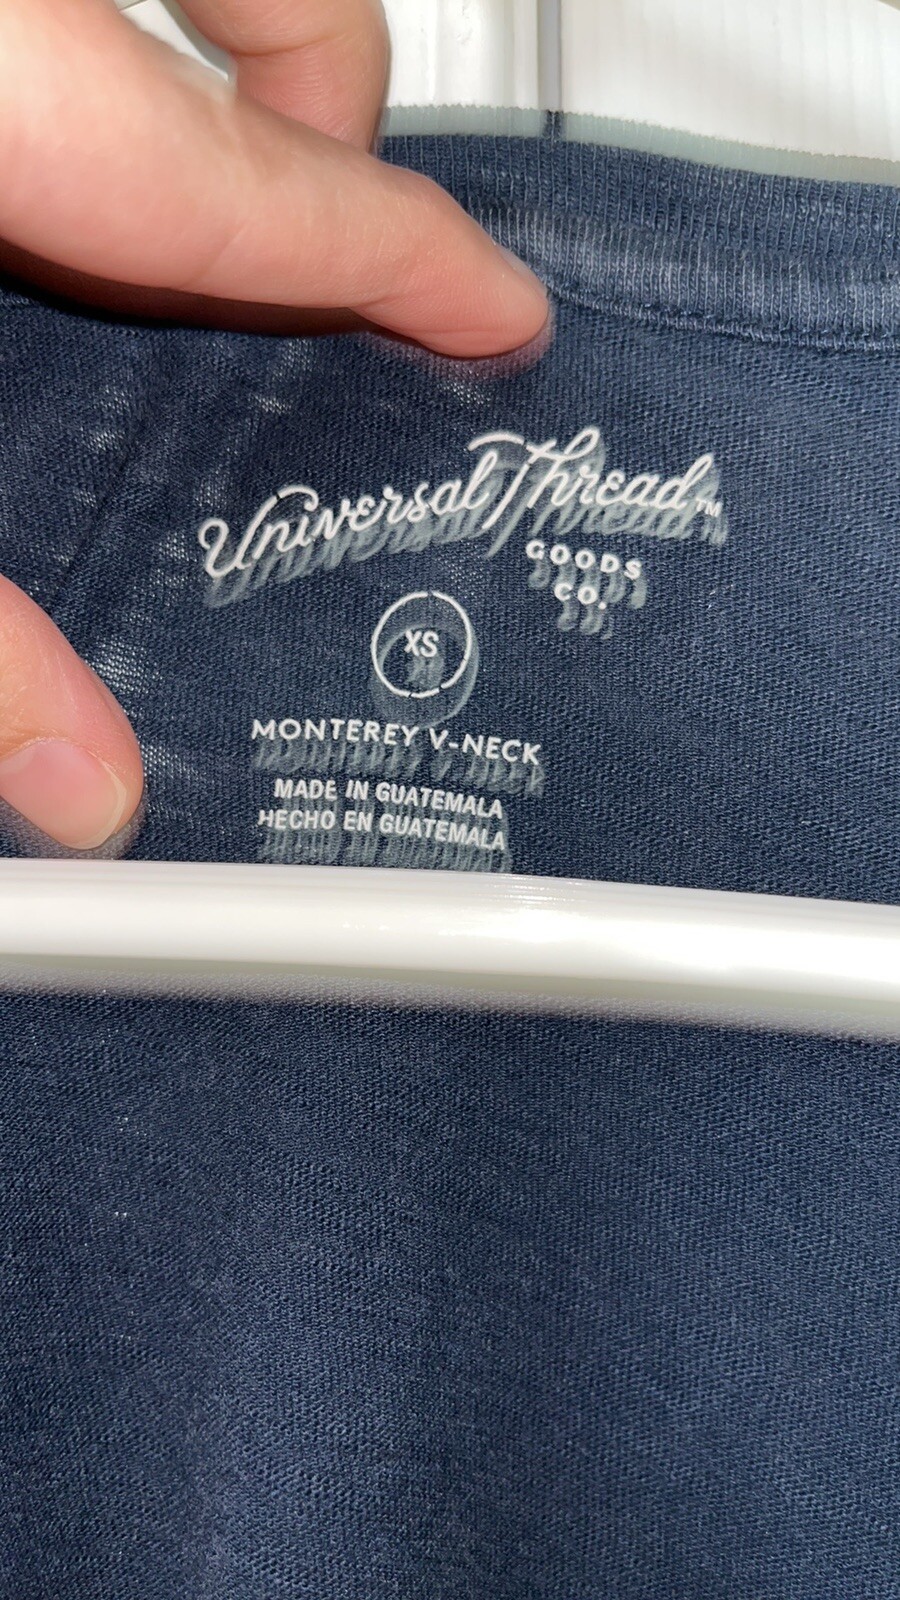 Universal Thread™
GOODS
CO.
XS
MONTEREY V-NECK
MADE IN GUATEMALA
HECHO EN GUATEMALA